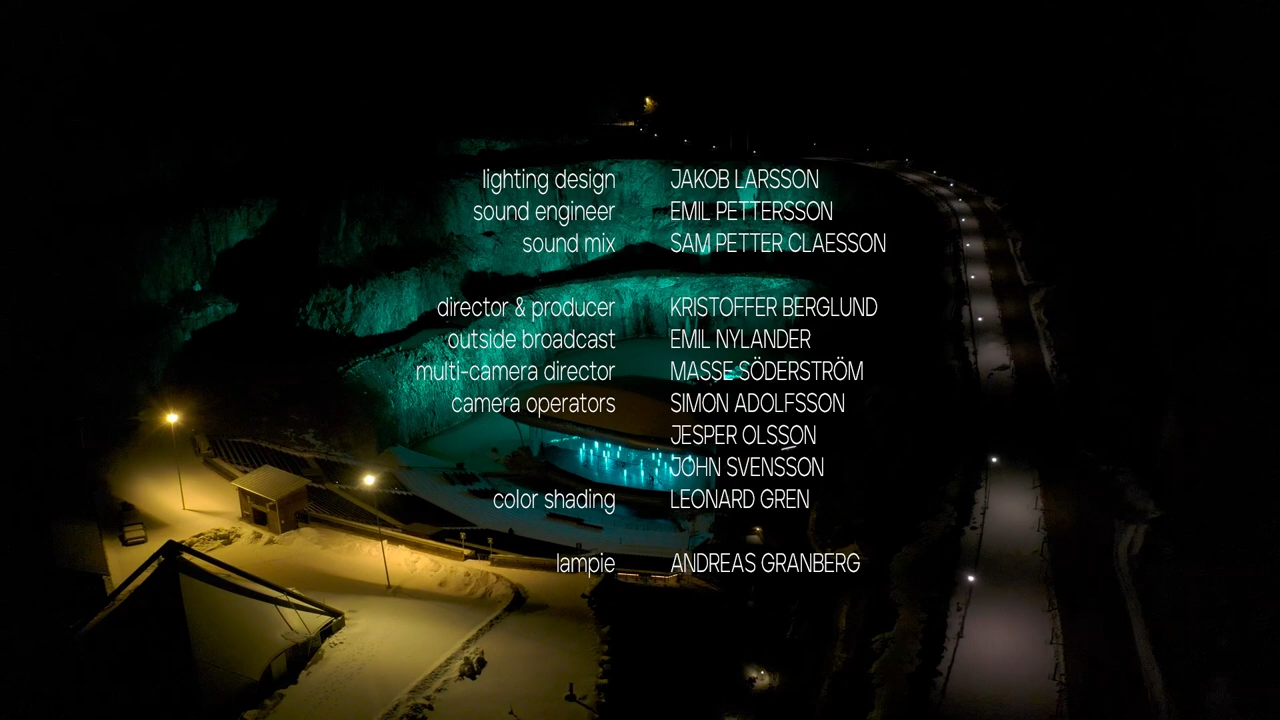 lighting design JAKOB LARSSON
sound engineer EMIL PETTERSSON
sound mix SAM PETTER CLAESSON
director & producer KRISTOFFER BERGLUND
outside broadcast EMIL NYLANDER
multi-camera director MASSE SÖDERSTRÖM
camera operators SIMON ADOLFSSON
JESPER OLSSON
JOHN SVENSSON
color shading LEONARD GREN
lampie ANDREAS GRANBERG